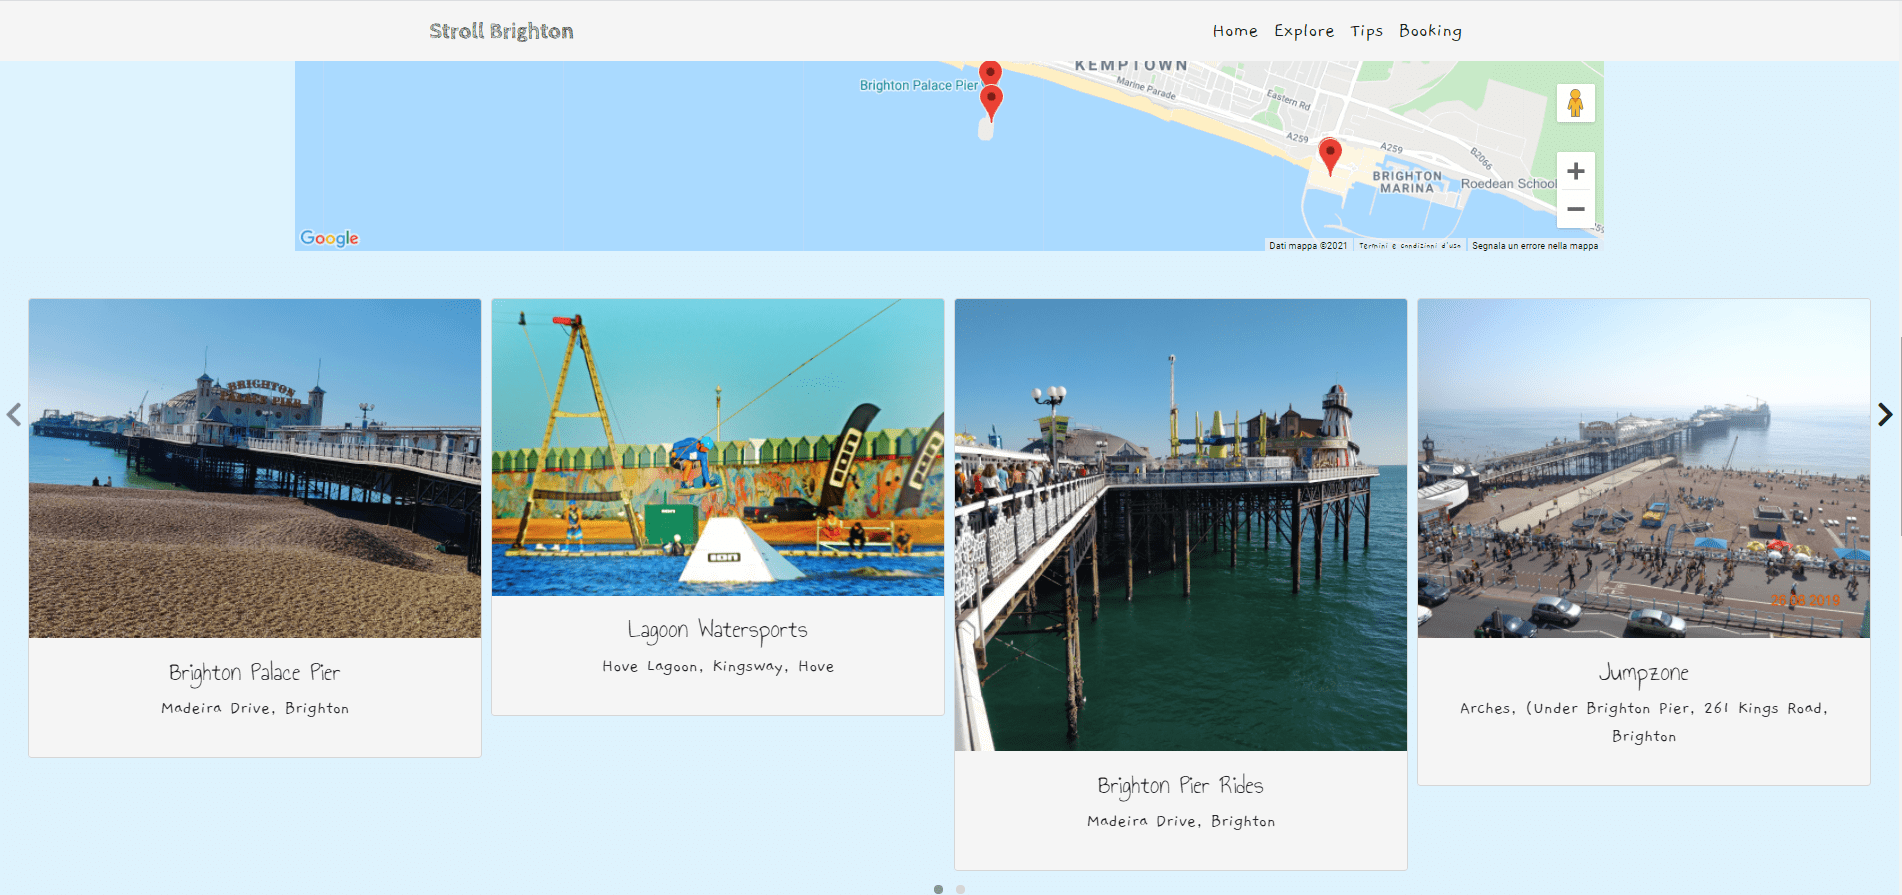 Stroll Brighton
Home Explore Tips Booking
KEMPTOWN
Brighton Palace Pier
Marine Parade
Eastern Rd
A259
A259
B2066
BRIGHTON
MARINA
Roedean School
Google
Dati mappa ©2021 Termini e condizioni d'uso Segnala un errore nella mappa
BRIGHTON
PALACE PIER
ION
Brighton Palace Pier
Madeira Drive, Brighton
Lagoon Watersports
Hove Lagoon, Kingsway, Hove
Brighton Pier Rides
Madeira Drive, Brighton
26.08.2018
Jumpzone
Arches, (Under Brighton Pier, 261 Kings Road,
Brighton